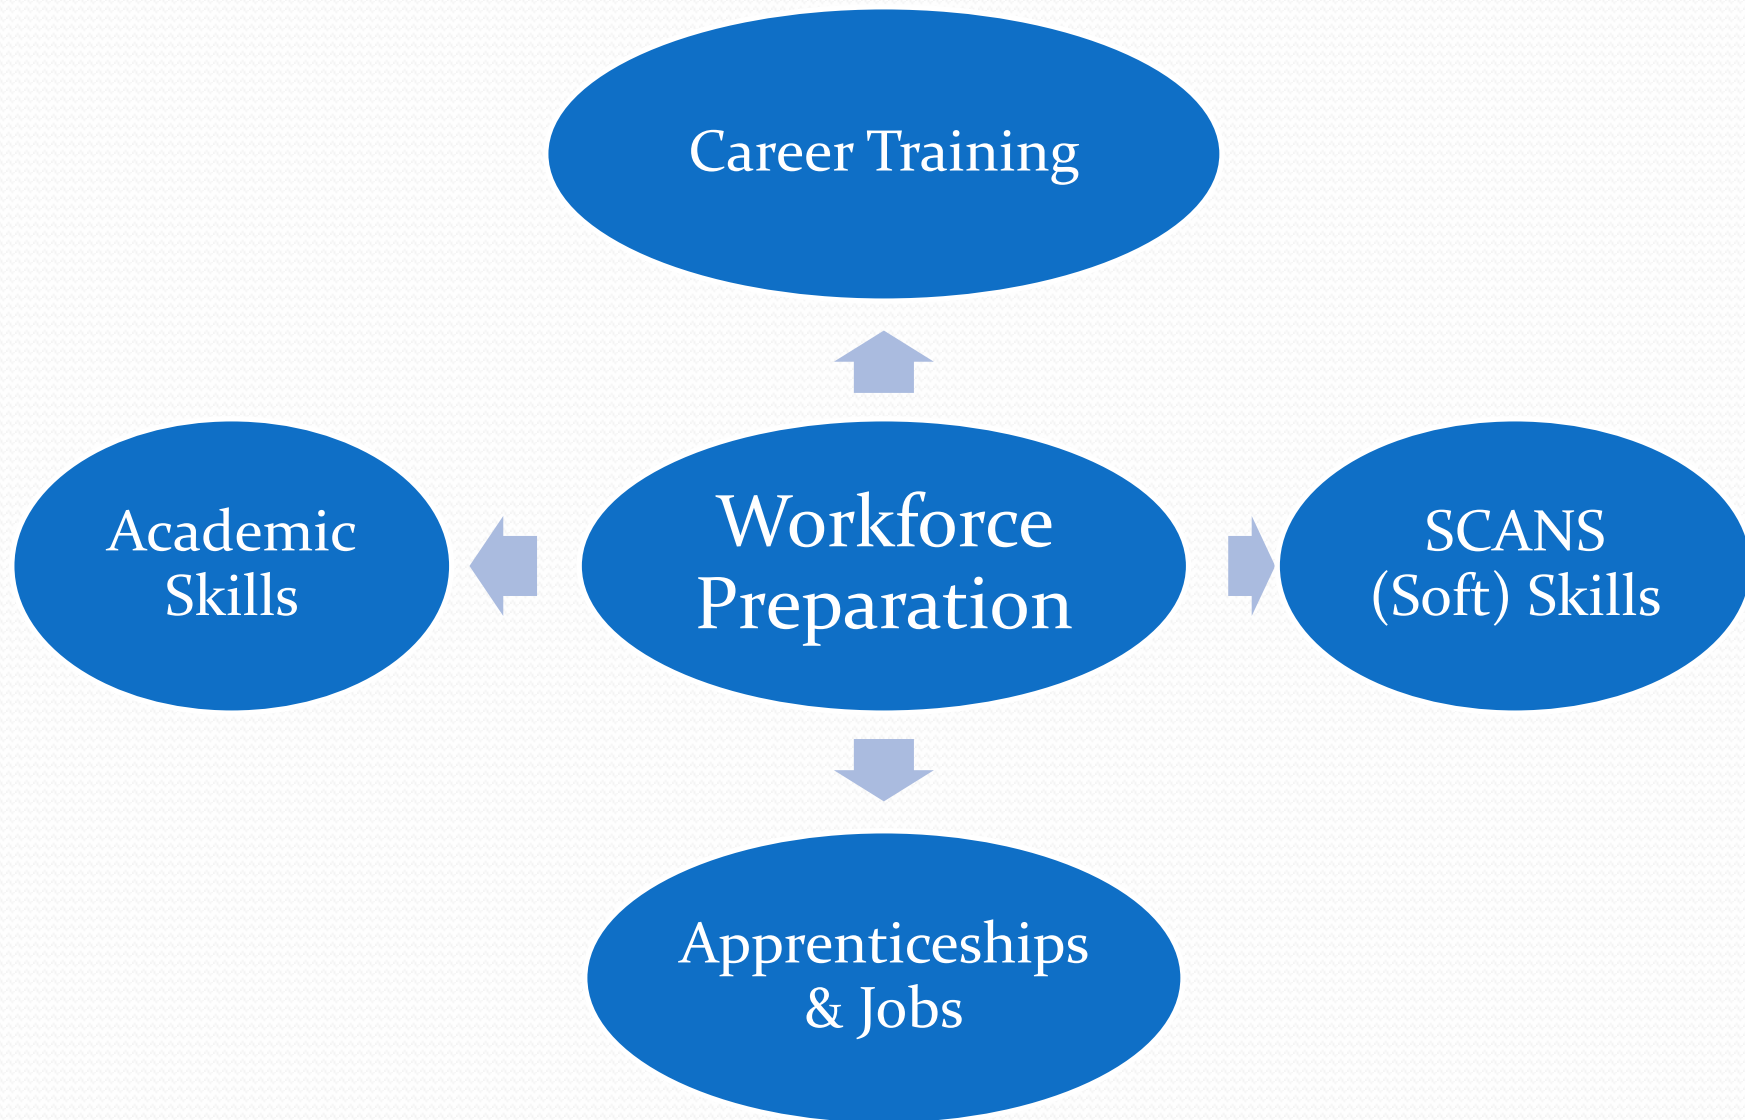 Career Training
Academic
Skills
Workforce
Preparation
SCANS
(Soft) Skills
Apprenticeships
& Jobs